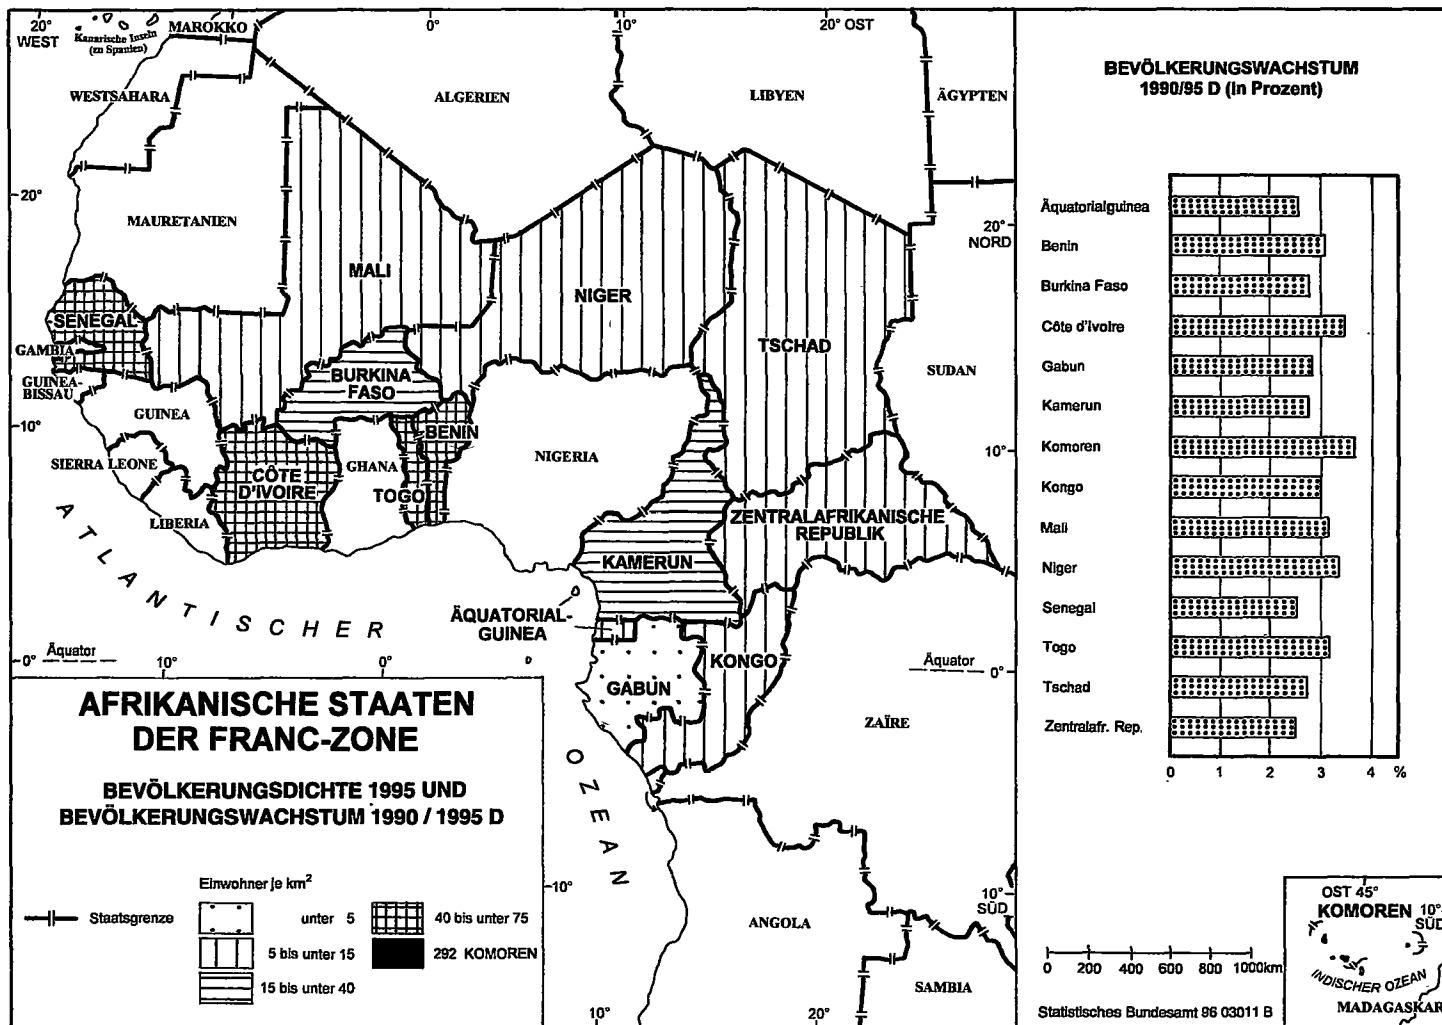 20°
WEST
Kanarische Inseln
(zu Spanien)
MAROKKO
0°
10°
20° OST
WESTSAHARA
ALGERIEN
LIBYEN
ÄGYPTEN
20°
MAURETANIEN
20°
NORD
MALI
NIGER
TSCHAD
SUDAN
SENEGAL
GAMBIA
GUINEA-
BISSAU
BURKINA
FASO
GUINEA
10°
BENIN
NIGERIA
10°
SIERRA LEONE
CÔTE
D'IVOIRE
GHANA
TOGO
LIBERIA
ZENTRALAFRIKANISCHE
REPUBLIK
KAMERUN
ATLANTISCHER
OZEAN
ÄQUATORIAL-
GUINEA
Äquator
0°
10°
0°
KONGO
Äquator
0°
GABUN
ZAÏRE
10°
10°
SÜD
ANGOLA
SAMBIA
10°
20°
AFRIKANISCHE STAATEN
DER FRANC-ZONE
BEVÖLKERUNGSDICHTE 1995 UND
BEVÖLKERUNGSWACHSTUM 1990 / 1995 D
Einwohner je km²
Staatsgrenze
unter 5
5 bis unter 15
15 bis unter 40
40 bis unter 75
292 KOMOREN
BEVÖLKERUNGSWACHSTUM
1990/95 D (in Prozent)
Äquatorialguinea
Benin
Burkina Faso
Côte d'Ivoire
Gabun
Kamerun
Komoren
Kongo
Mali
Niger
Senegal
Togo
Tschad
Zentralafr. Rep.
0 1 2 3 4 %
0 200 400 600 800 1000km
Statistisches Bundesamt 96 03011 B
OST 45°
KOMOREN
10°
SÜD
INDISCHER OZEAN
MADAGASKAR